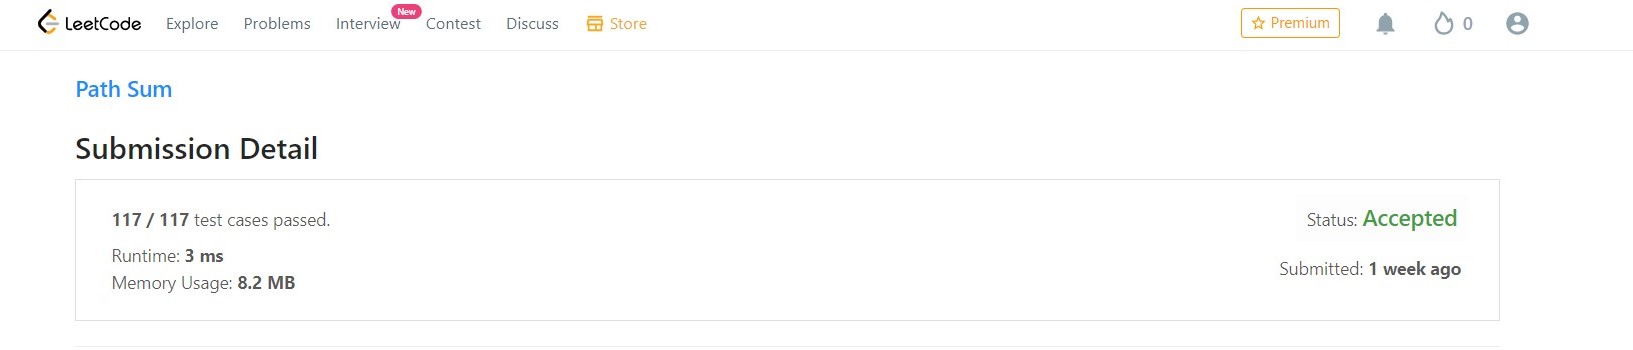 LeetCode Explore Problems Interview New Contest Discuss Store Premium 0
Path Sum
Submission Detail
117 / 117 test cases passed.
Status: Accepted
Runtime: 3 ms
Submitted: 1 week ago
Memory Usage: 8.2 MB